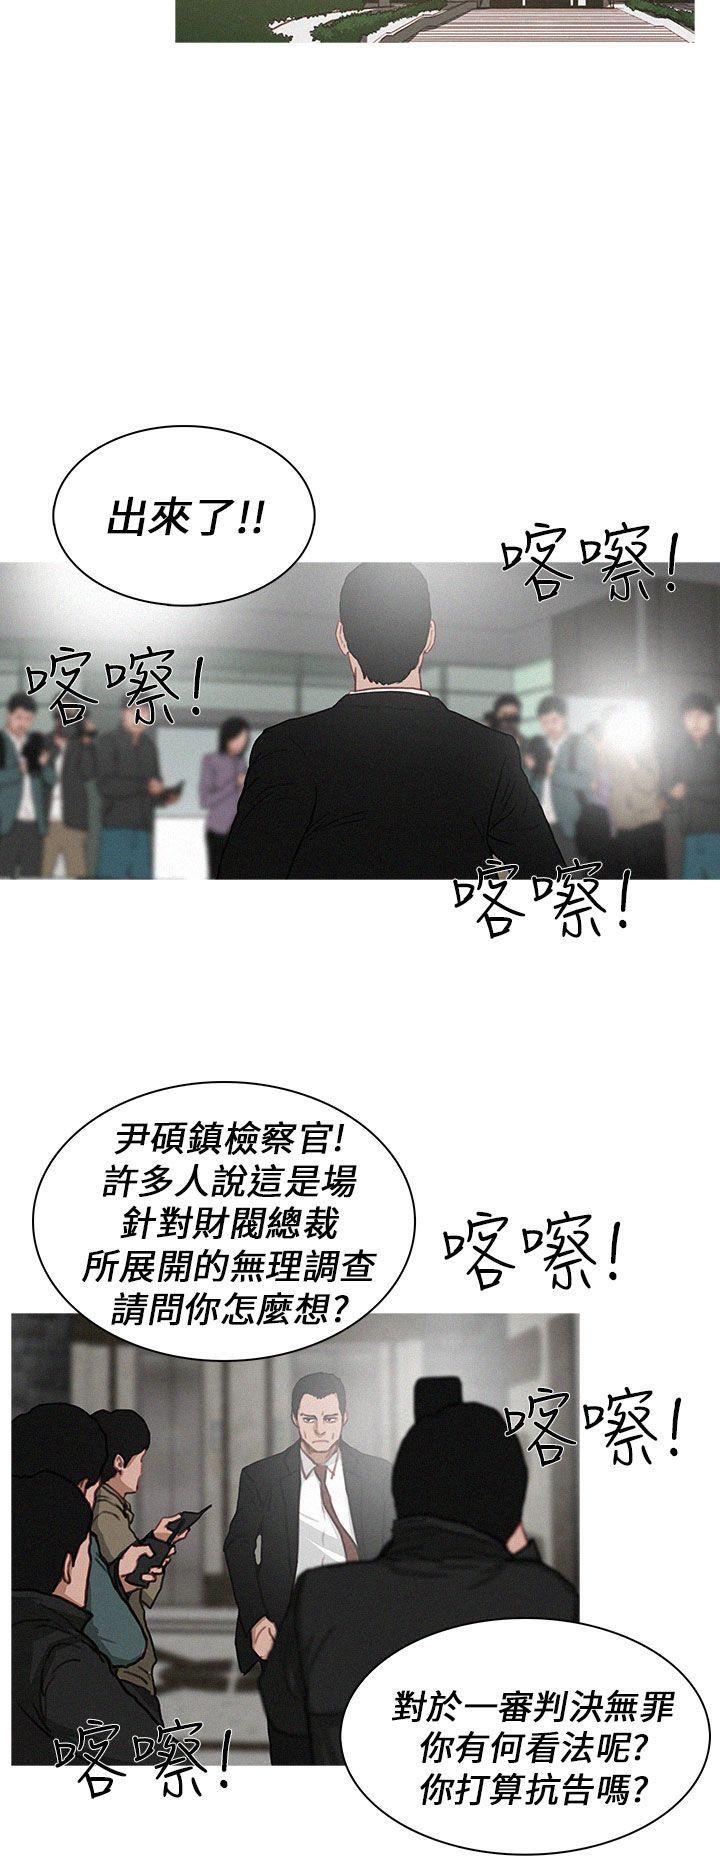 出來了!!
喀嚓!
喀嚓!
喀嚓!
尹碩鎮檢察官!
許多人說這是場
針對財閥總裁
所展開的無理調查
請問你怎麼想?
喀嚓!
喀嚓!
對於一審判決無罪
你有何看法呢?
你打算抗告嗎?
喀嚓!